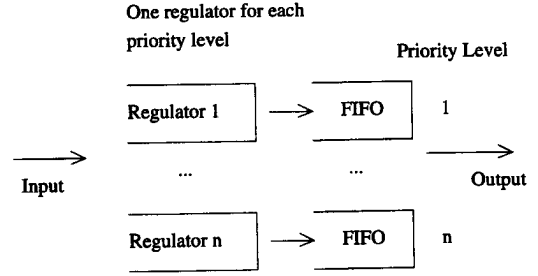 One regulator for each
priority level
Priority Level
Regulator 1
FIFO
1
...
...
Input
Output
Regulator n
FIFO
n